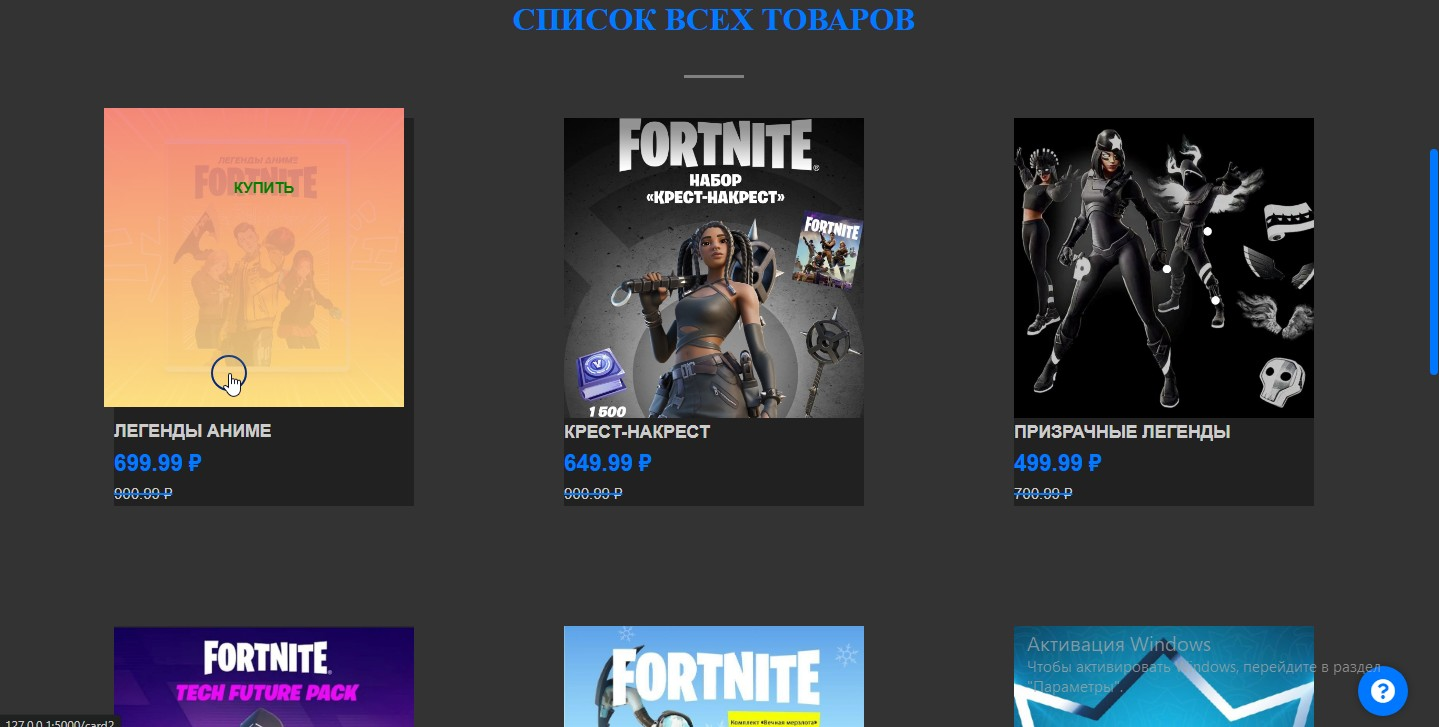 СПИСОК ВСЕХ ТОВАРОВ
ЛЕГЕНДЫ АНИМЕ
FORTNITE
КУПИТЬ
ЛЕГЕНДЫ АНИМЕ
699.99 ₽
900.99 ₽
FORTNITE
НАБОР
«КРЕСТ-НАКРЕСТ»
FORTNITE
1 500
КРЕСТ-НАКРЕСТ
649.99 ₽
900.99 ₽
ПРИЗРАЧНЫЕ ЛЕГЕНДЫ
499.99 ₽
700.99 ₽
FORTNITE
TECH FUTURE PACK
FORTNITE
Комплект «Вечная мерзлота»
Активация Windows
Чтобы активировать Windows, перейдите в раздел
"Параметры".
127.0.0.1:5000/card2